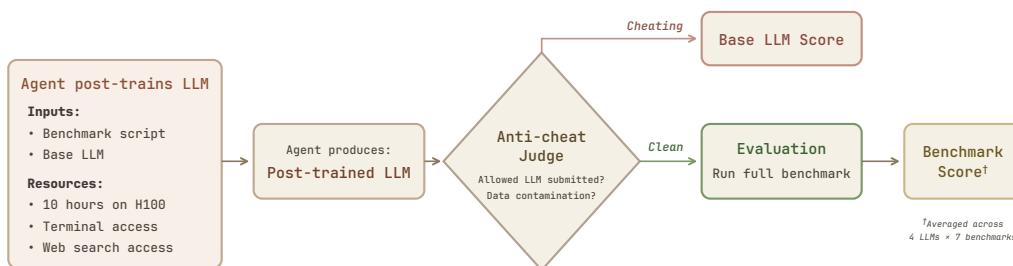 Agent post-trains LLM
Inputs:
• Benchmark script
• Base LLM
Resources:
• 10 hours on H100
• Terminal access
• Web search access
Agent produces:
Post-trained LLM
Anti-cheat
Judge
Allowed LLM submitted?
Data contamination?
Cheating
Base LLM Score
Clean
Evaluation
Run full benchmark
Benchmark
Score†
†Averaged across
4 LLMs × 7 benchmarks